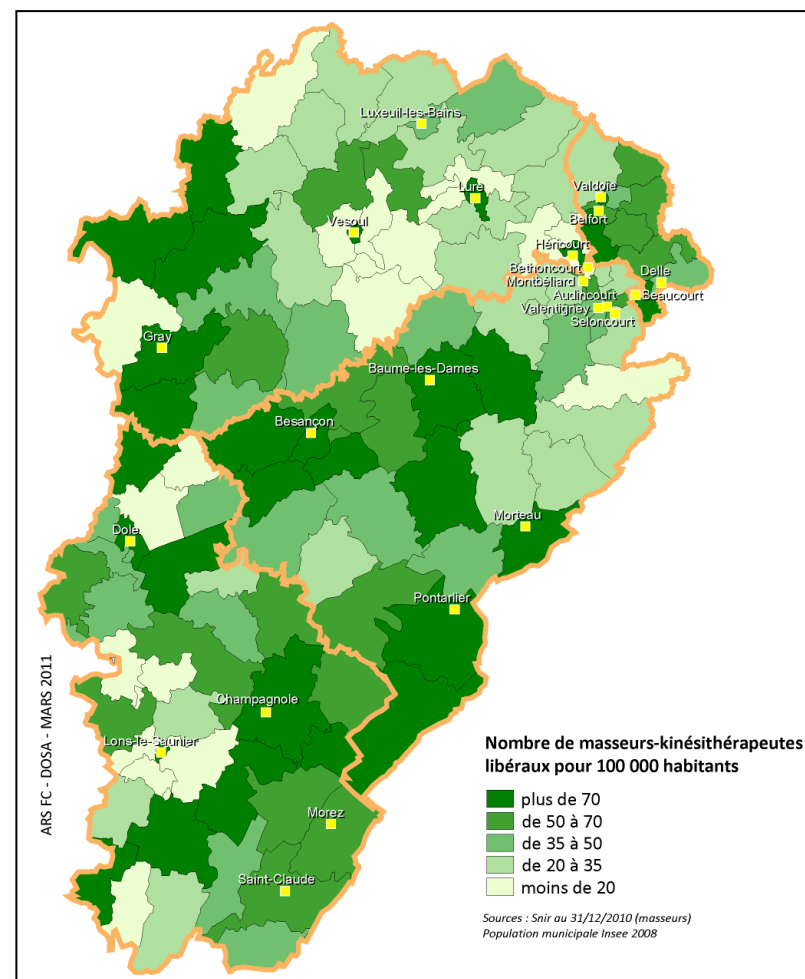 Luxeuil-les-Bains
Lure
Valdoie
Vesoul
Belfort
Héricourt
Bethoncourt
Delle
Montbéliard
Audincourt
Beaucourt
Valentigney
Seloncourt
Gray
Baume-les-Dames
Besançon
Morteau
Dole
Pontarlier
Champagnole
Lons-le-Saunier
Morez
Saint-Claude
ARS FC - DOSA - MARS 2011
Nombre de masseurs-kinésithérapeutes
libéraux pour 100 000 habitants
plus de 70
de 50 à 70
de 35 à 50
de 20 à 35
moins de 20
Sources : Snir au 31/12/2010 (masseurs)
Population municipale Insee 2008